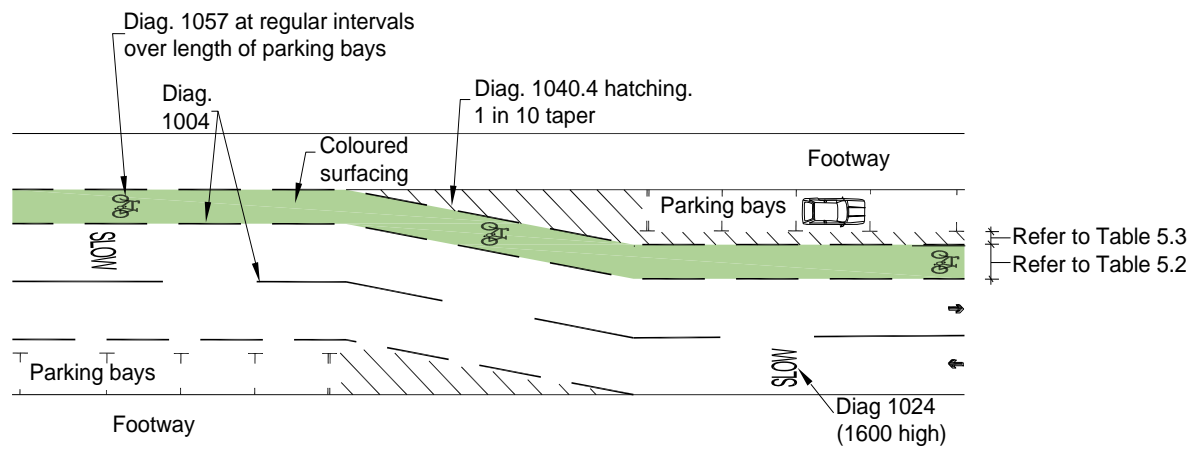 Diag. 1057 at regular intervals
over length of parking bays
Diag.
1004
Diag. 1040.4 hatching.
1 in 10 taper
Coloured
surfacing
Footway
Parking bays
Refer to Table 5.3
Refer to Table 5.2
SLOW
Parking bays
SLOW
Footway
Diag 1024
(1600 high)